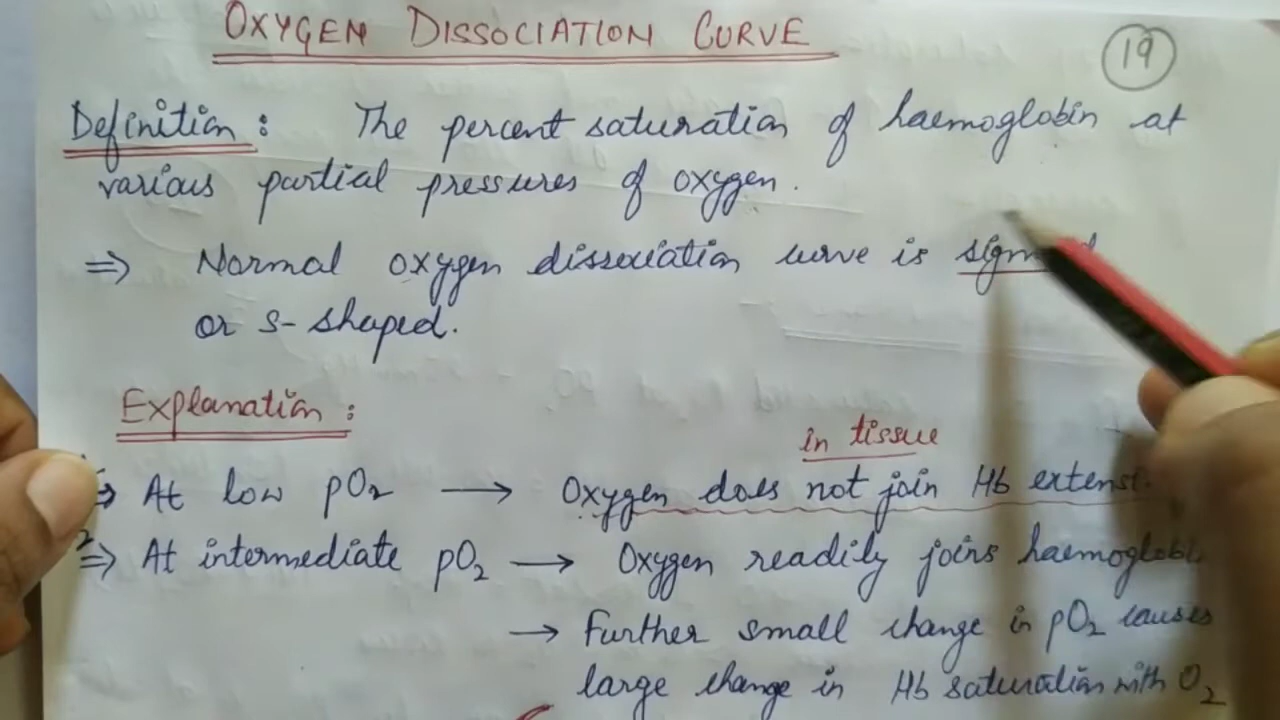 OXYGEN DISSOCIATION CURVE
19
Definition : The percent saturation of haemoglobin at
various partial pressures of oxygen.
⇒ Normal oxygen dissociation curve is
or s-shaped.
Explanation :
in tissue
⇒ At low pO₂ → Oxygen does not join Hb
2⇒ At intermediate pO₂ → Oxygen readily joins
→ Further small change in pO₂ causes
large change in Hb saturation with O₂